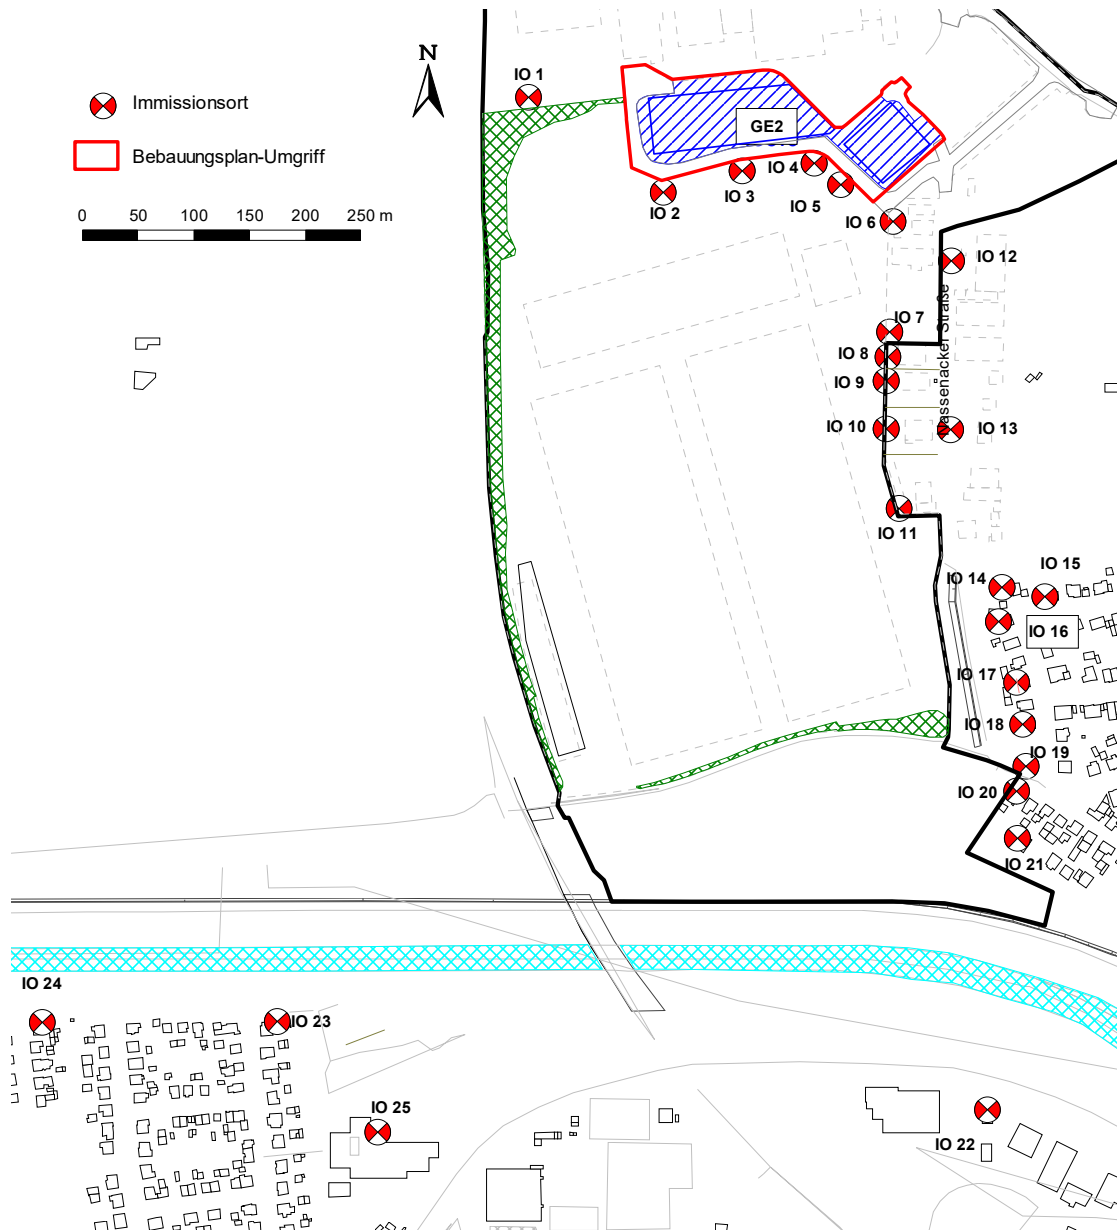 N
IO 1
Immissionsort
Bebauungsplan-Umgriff
0 50 100 150 200 250 m
GE2
IO 2
IO 3
IO 4
IO 5
IO 6
IO 12
IO 7
IO 8
IO 9
IO 10
IO 13
Nassenacker Straße
IO 11
IO 14
IO 15
IO 16
IO 17
IO 18
IO 19
IO 20
IO 21
IO 24
IO 23
IO 25
IO 22